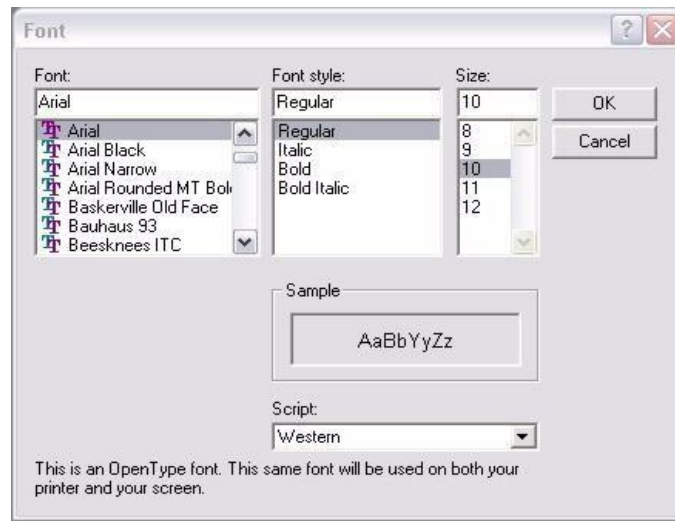 Font
Font:
Font style:
Size:
Arial
Regular
10
OK
Cancel
Arial
Arial Black
Arial Narrow
Arial Rounded MT Bol
Baskerville Old Face
Bauhaus 93
Beesknees ITC
Regular
Italic
Bold
Bold Italic
8
9
10
11
12
Sample
AaBbYyZz
Script:
Western
This is an OpenType font. This same font will be used on both your
printer and your screen.